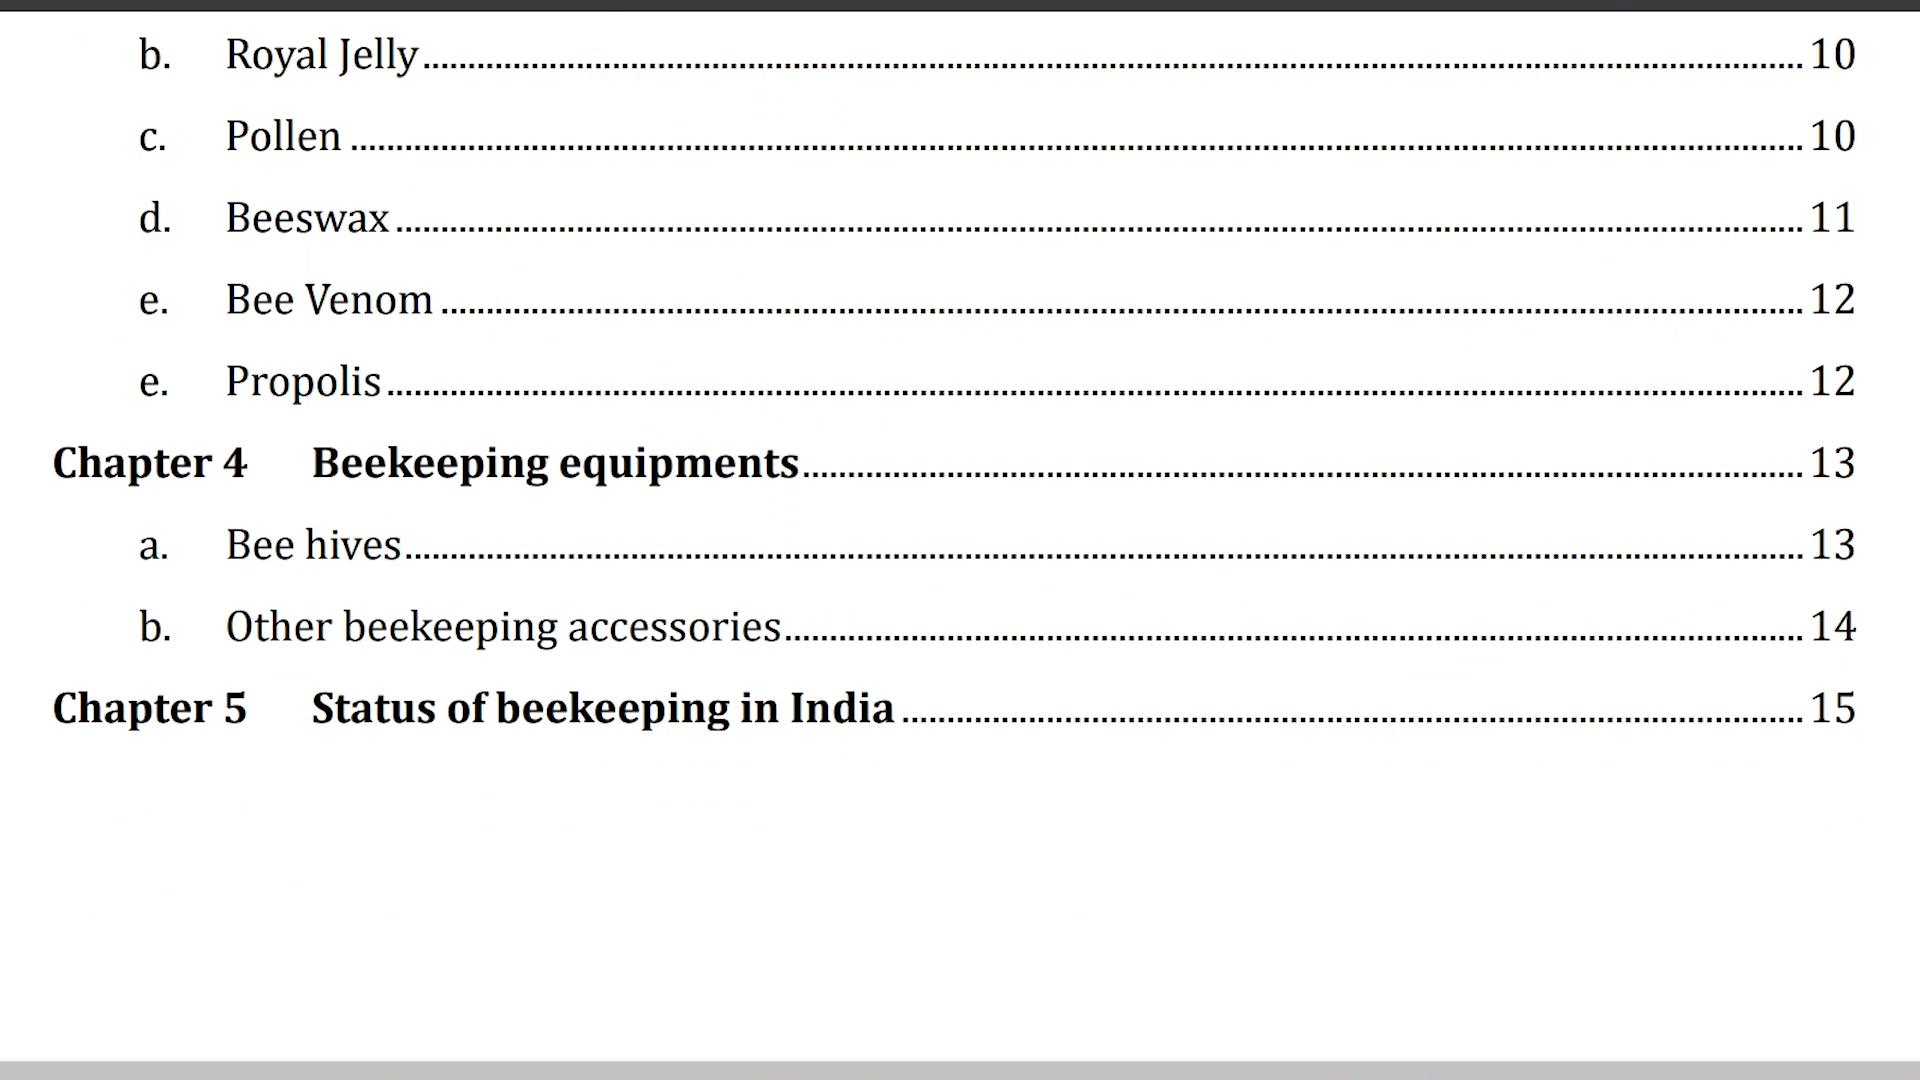 b. Royal Jelly 10
c. Pollen 10
d. Beeswax 11
e. Bee Venom 12
e. Propolis 12
Chapter 4 Beekeeping equipments 13
a. Bee hives 13
b. Other beekeeping accessories 14
Chapter 5 Status of beekeeping in India 15